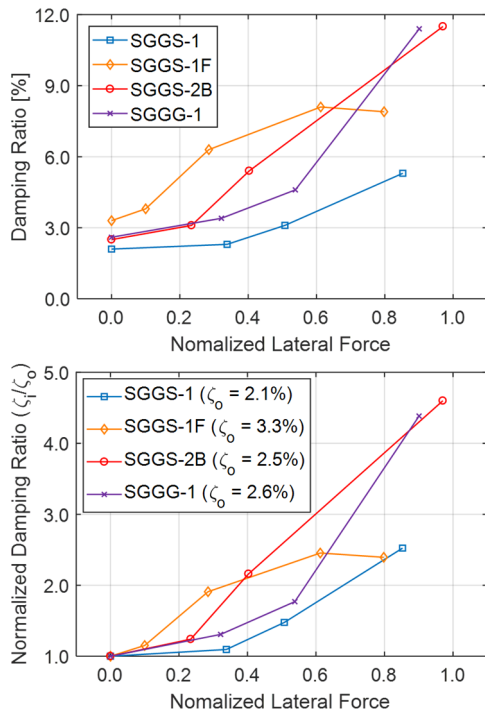 12.0
9.0
6.0
3.0
0.0
Damping Ratio [%]
SGGS-1
SGGS-1F
SGGS-2B
SGGG-1
0.0 0.2 0.4 0.6 0.8 1.0
Nomalized Lateral Force
5.0
4.0
3.0
2.0
1.0
Normalized Damping Ratio (ζi/ζo)
SGGS-1 (ζo = 2.1%)
SGGS-1F (ζo = 3.3%)
SGGS-2B (ζo = 2.5%)
SGGG-1 (ζo = 2.6%)
0.0 0.2 0.4 0.6 0.8 1.0
Nomalized Lateral Force